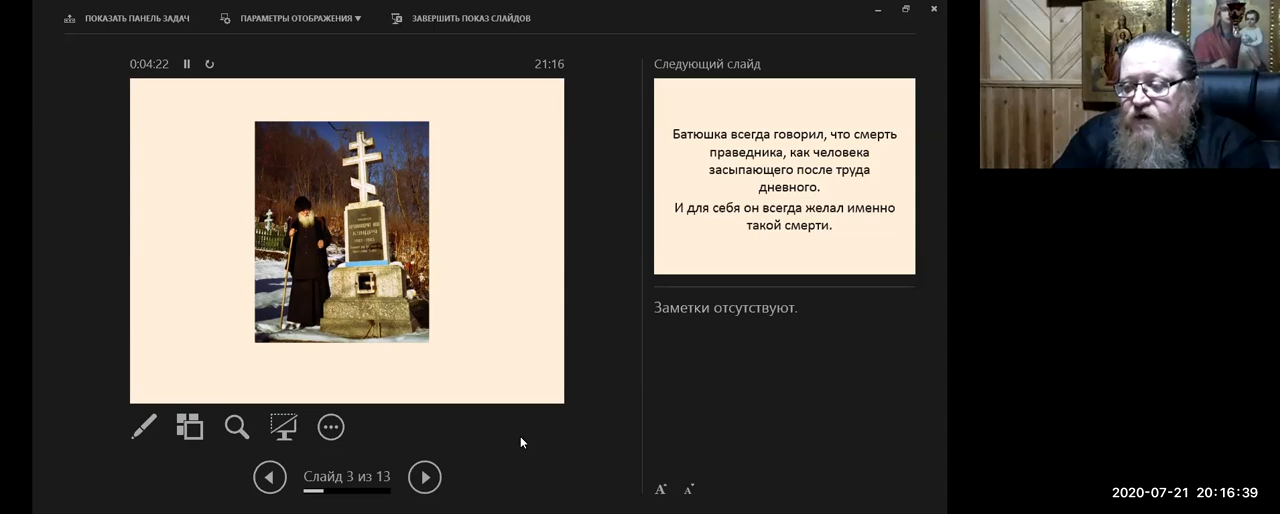 ПОКАЗАТЬ ПАНЕЛЬ ЗАДАЧ
ПАРАМЕТРЫ ОТОБРАЖЕНИЯ ▼
ЗАВЕРШИТЬ ПОКАЗ СЛАЙДОВ
0:04:22
21:16
Следующий слайд
Батюшка всегда говорил, что смерть
праведника, как человека
засыпающего после труда
дневного.
И для себя он всегда желал именно
такой смерти.
Заметки отсутствуют.
Слайд 3 из 13
2020-07-21 20:16:39